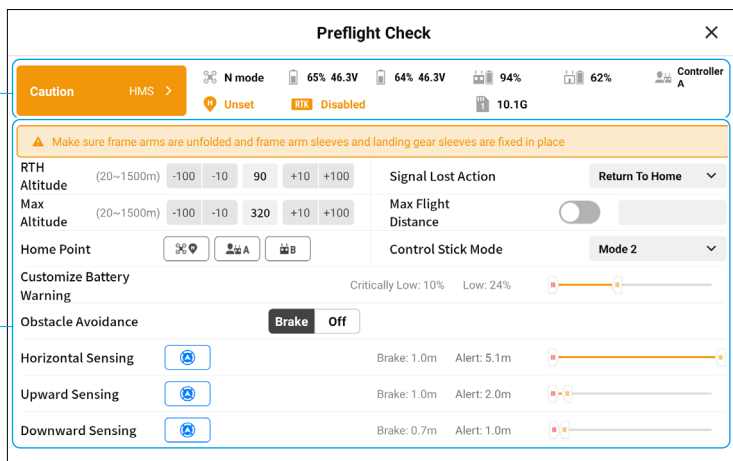 Preflight Check
Caution HMS > N mode 65% 46.3V 64% 46.3V 94% 62% Controller A
H Unset RTK Disabled 1 10.1G
Make sure frame arms are unfolded and frame arm sleeves and landing gear sleeves are fixed in place
RTH Altitude (20~1500m) -100 -10 90 +10 +100 Signal Lost Action Return To Home
Max Altitude (20~1500m) -100 -10 320 +10 +100 Max Flight Distance
Home Point A B Control Stick Mode Mode 2
Customize Battery Warning Critically Low: 10% Low: 24%
Obstacle Avoidance Brake Off
Horizontal Sensing Brake: 1.0m Alert: 5.1m
Upward Sensing Brake: 1.0m Alert: 2.0m
Downward Sensing Brake: 0.7m Alert: 1.0m